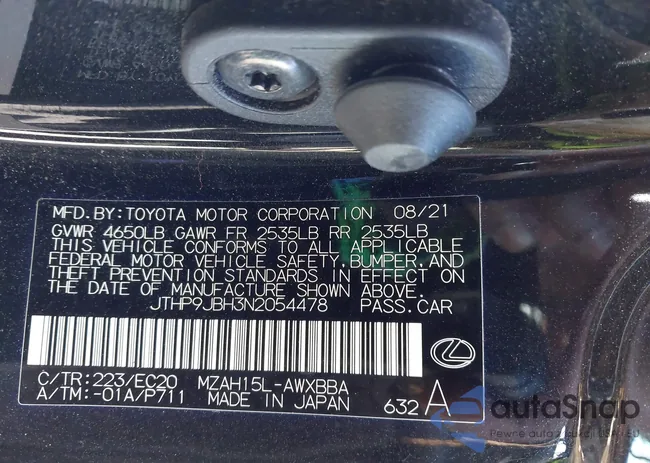 MFD.BY:TOYOTA MOTOR CORPORATION 08/21
GVWR 4650LB GAWR FR 2535LB RR 2535LB
THIS VEHICLE CONFORMS TO ALL APPLICABLE
FEDERAL MOTOR VEHICLE SAFETY,BUMPER,AND
THEFT PREVENTION STANDARDS IN EFFECT ON
THE DATE OF MANUFACTURE SHOWN ABOVE.
JTHP9JBH3N2054478 PASS.CAR
C/TR:223/EC20 MZAH15L-AWXBBA
A/TM:-01A/P711 MADE IN JAPAN 632 A
autoSnap